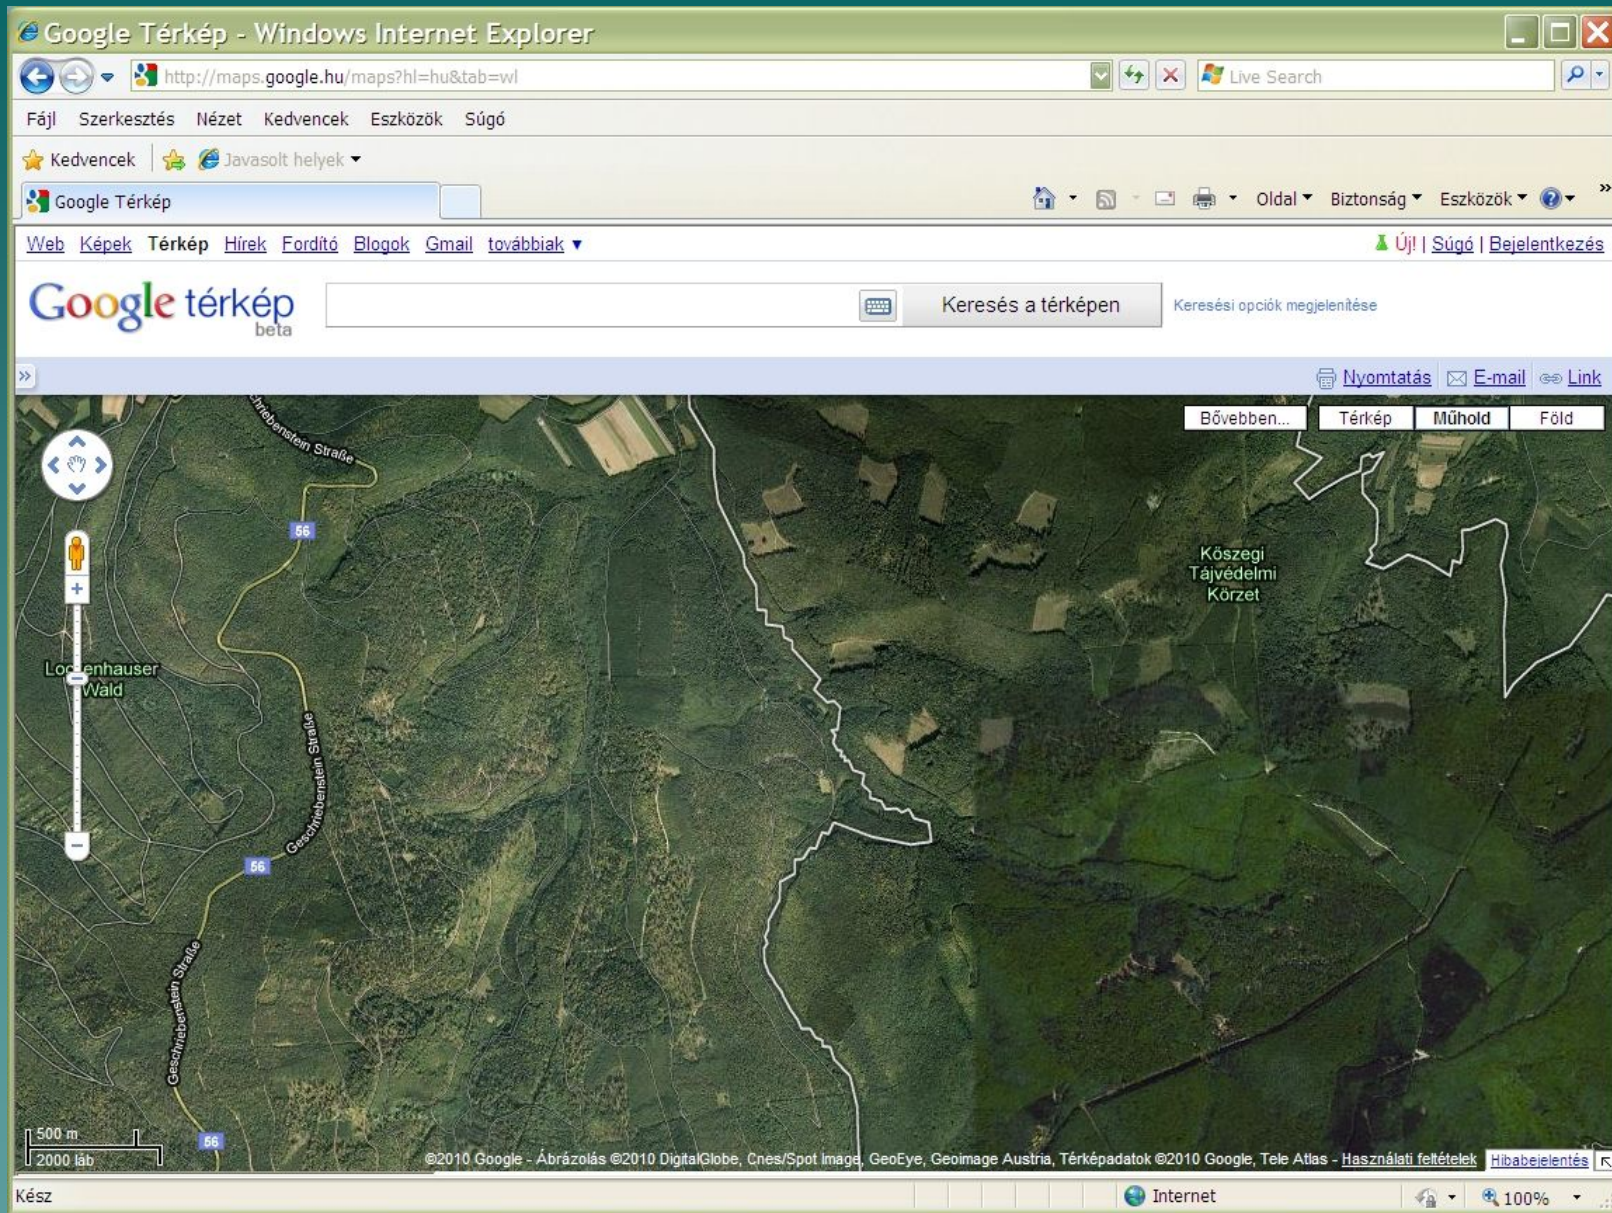 Google Térkép - Windows Internet Explorer
http://maps.google.hu/maps?hl=hu&tab=wl
Live Search
Fájl Szerkesztés Nézet Kedvencek Eszközök Súgó
Kedvencek Javasolt helyek
Google Térkép
Oldal Biztonság Eszközök
Web Képek Térkép Hírek Fordító Blogok Gmail továbbiak
Új! | Súgó | Bejelentkezés
Google térkép
beta
Keresés a térképen
Keresési opciók megjelenítése
Nyomtatás E-mail Link
Bővebben... Térkép Műhold Föld
chriebenstein Straße
56
Kőszegi
Tájvédelmi
Körzet
Wald
Geschriebenstein Straße
56
Geschriebenstein Straße
56
500 m
2000 láb
©2010 Google - Ábrázolás ©2010 DigitalGlobe, Cnes/Spot Image, GeoEye, Geoimage Austria, Térképadatok ©2010 Google, Tele Atlas - Használati feltételek
Hibabejelentés
Kész
Internet
100%